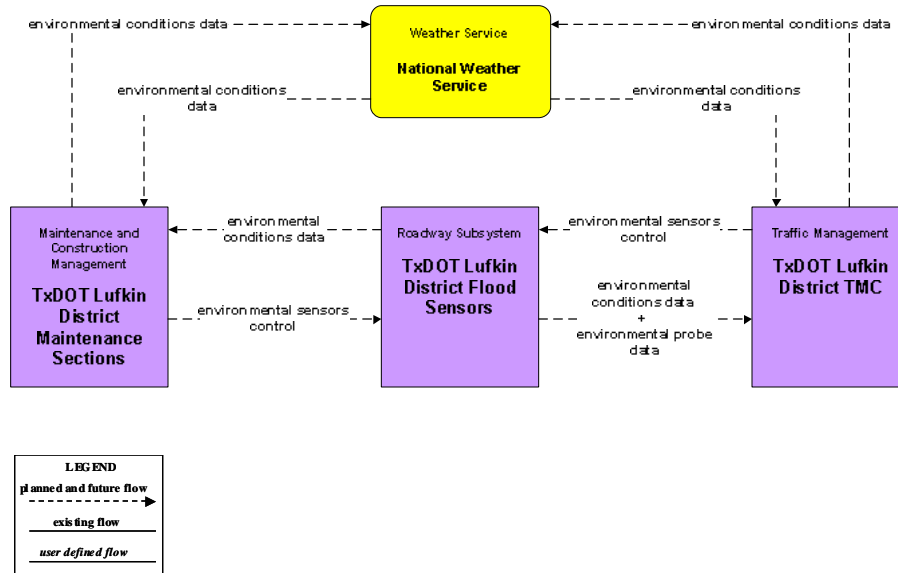 environmental conditions data
environmental conditions data
Weather Service
National Weather
Service
environmental conditions
data
environmental conditions
data
Maintenance and
Construction
Management
TxDOT Lufkin
District
Maintenance
Sections
environmental
conditions data
environmental sensors
control
Roadway Subsystem
TxDOT Lufkin
District Flood
Sensors
environmental sensors
control
environmental
conditions data
+
environmental probe
data
Traffic Management
TxDOT Lufkin
District TMC
LEGEND
planned and future flow
existing flow
user defined flow